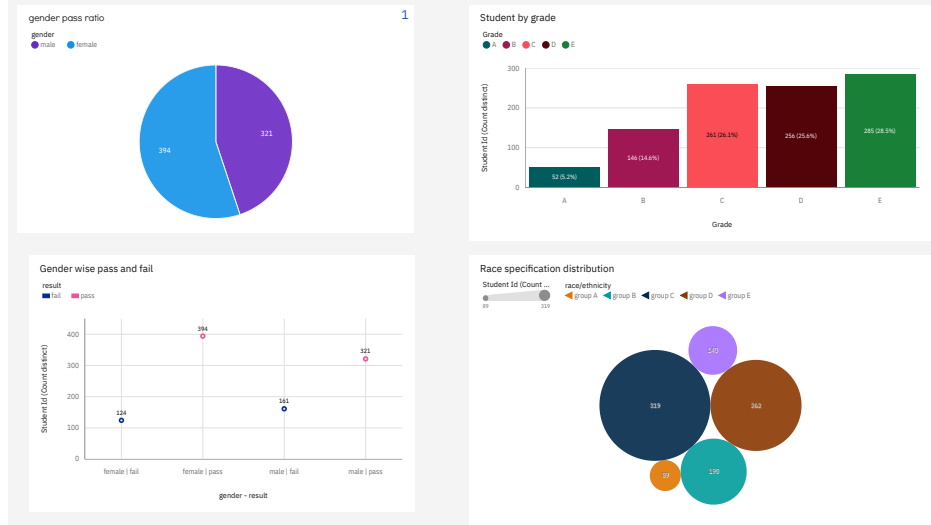 gender pass ratio
1
gender
male female
321
394
Student by grade
Grade
A B C D E
Student Id (Count distinct)
300
200
100
0
52 (5.2%)
146 (14.6%)
261 (26.1%)
256 (25.6%)
285 (28.5%)
A B C D E
Grade
Gender wise pass and fail
result
fail pass
Student Id (Count distinct)
400
300
200
100
0
124
394
161
321
female | fail female | pass male | fail male | pass
gender - result
Race specification distribution
Student Id (Count ...
89 319
race/ethnicity
group A group B group C group D group E
140
319
262
89
190